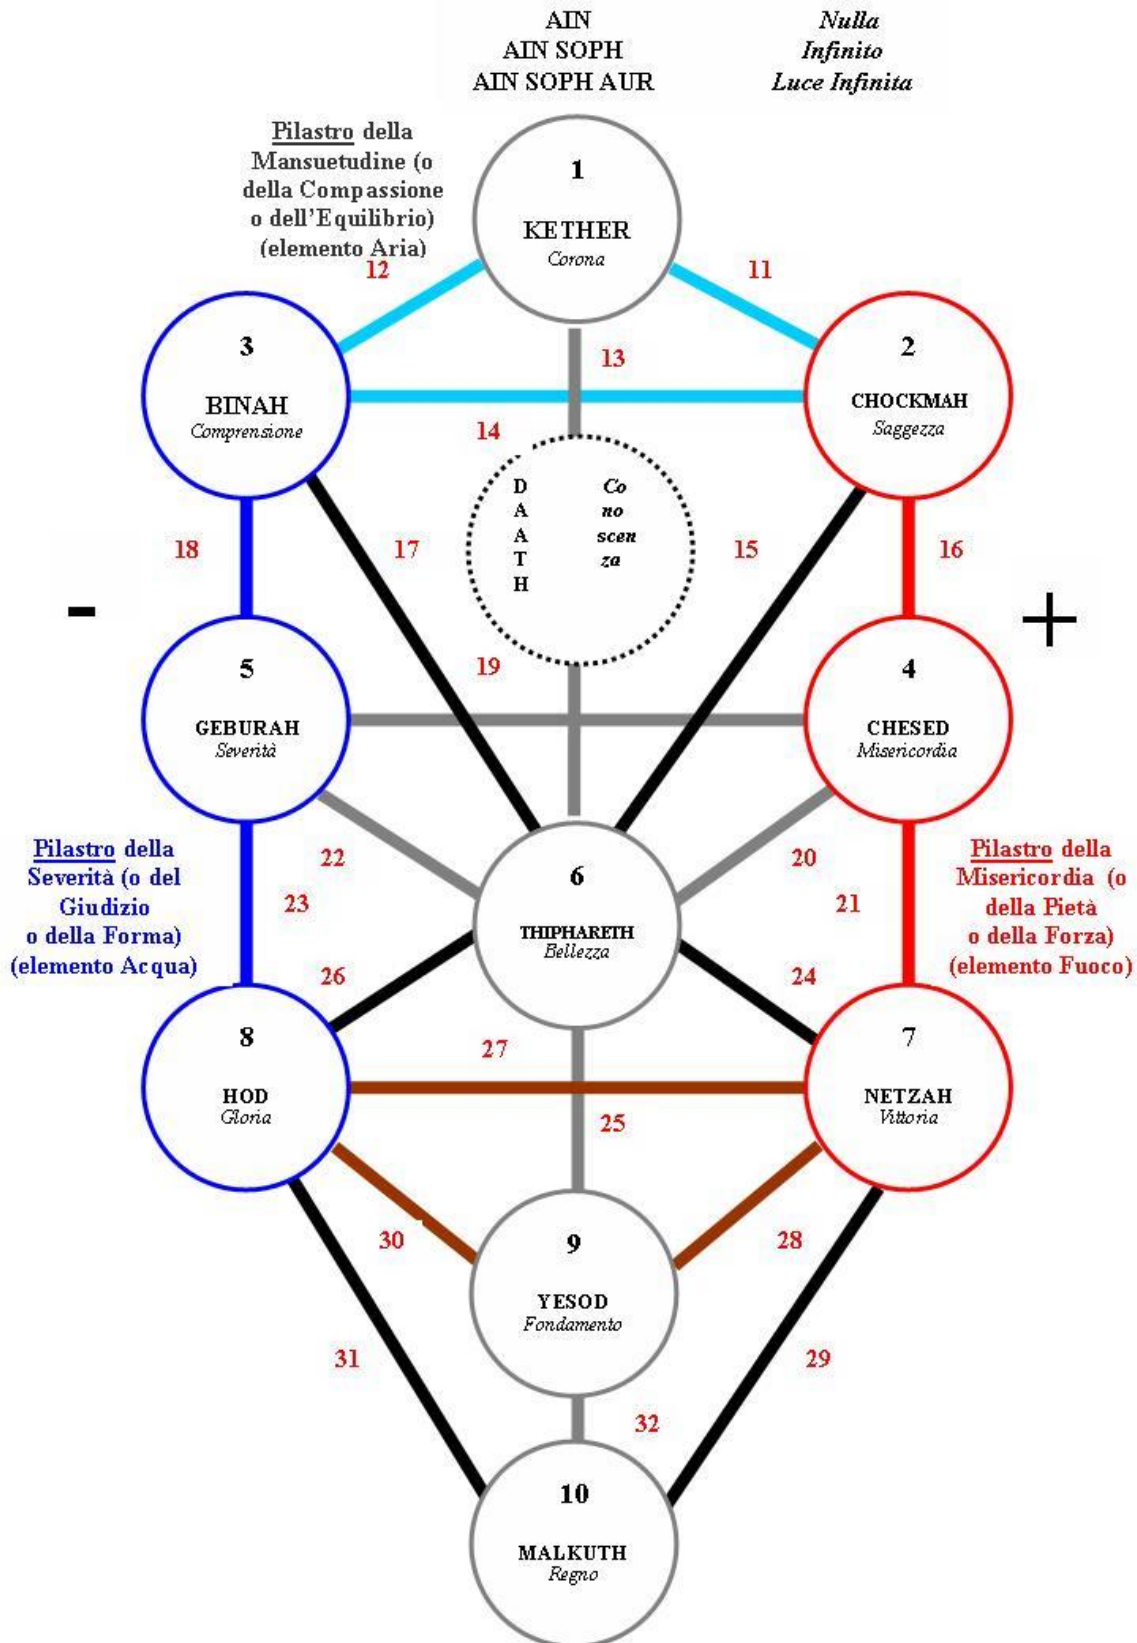 AIN
AIN SOPH
AIN SOPH AUR
Nulla
Infinito
Luce Infinita
Pilastro della
Mansuetudine (o
della Compassione
o dell'Equilibrio)
(elemento Aria)
1
KETHER
Corona
12
11
3
BINAH
Comprensione
13
2
CHOCKMAH
Saggezza
14
D
A
A
T
H
Co
no
scen
za
18
17
15
16
-
+
19
5
GEBURAH
Severità
4
CHESED
Misericordia
Pilastro della
Severità (o del
Giudizio
o della Forma)
(elemento Acqua)
22
23
6
THIPHARETH
Bellezza
20
21
Pilastro della
Misericordia (o
della Pietà
o della Forza)
(elemento Fuoco)
26
24
8
HOD
Gloria
27
25
7
NETZAH
Vittoria
30
28
9
YESOD
Fondamento
31
29
32
10
MALKUTH
Regno